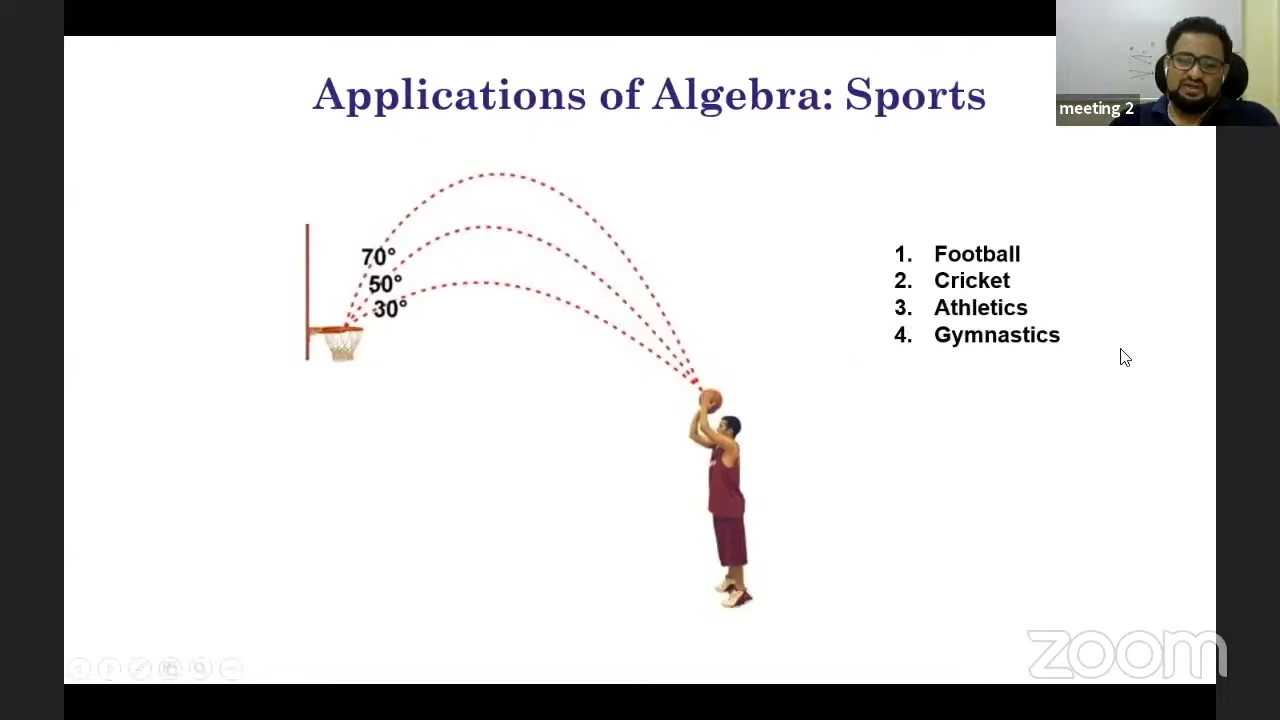 Applications of Algebra: Sports
meeting 2
70°
50°
30°
1. Football
2. Cricket
3. Athletics
4. Gymnastics
zoom